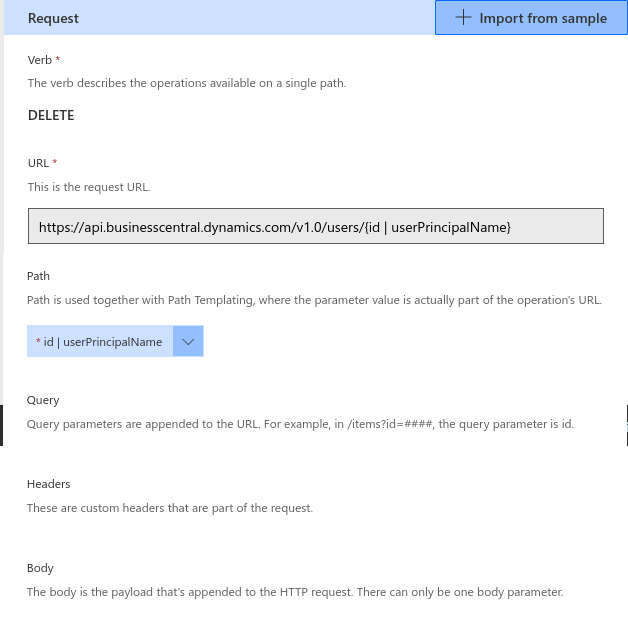 Request
Import from sample
Verb *
The verb describes the operations available on a single path.
DELETE
URL *
This is the request URL.
https://api.businesscentral.dynamics.com/v1.0/users/{id | userPrincipalName}
Path
Path is used together with Path Templating, where the parameter value is actually part of the operation's URL.
* id | userPrincipalName
Query
Query parameters are appended to the URL. For example, in /items?id=####, the query parameter is id.
Headers
These are custom headers that are part of the request.
Body
The body is the payload that's appended to the HTTP request. There can only be one body parameter.